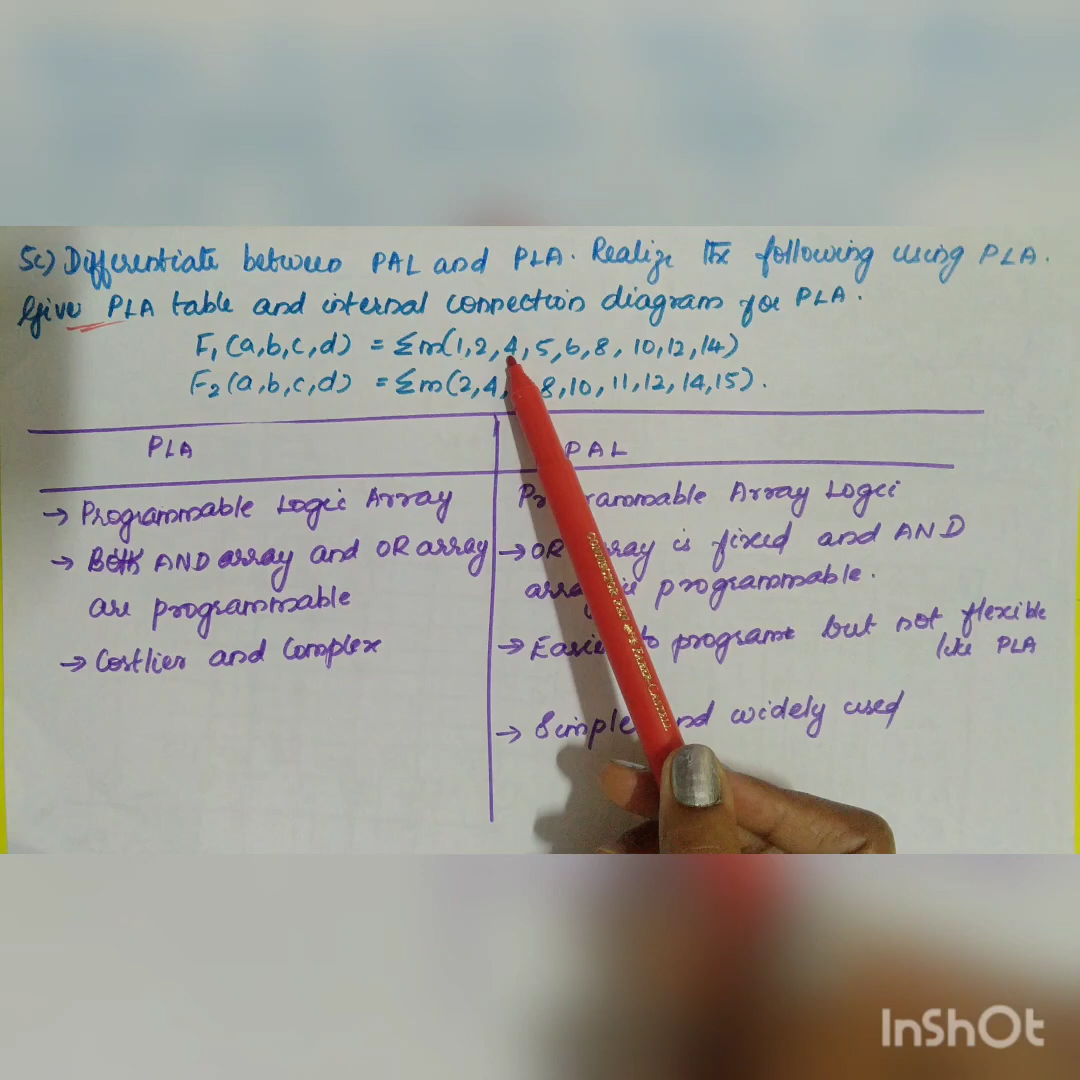 5c) Differentiate between PAL and PLA. Realize the following using PLA.
Give PLA table and internal connection diagram for PLA.
F₁ (a,b,c,d) = Σm(1,2,4,5,6,8,10,12,14)
F₂ (a,b,c,d) = Σm(2,4, 8,10,11,12,14,15).
PLA
PAL
→ Programmable Logic Array
→ Both AND array and OR array
are programmable
→ Costlier and Complex
Programmable Array Logic
→ OR array is fixed and AND
array is programmable.
→ Easier to program but not flexible
like PLA
→ Simple and widely used
InShOt